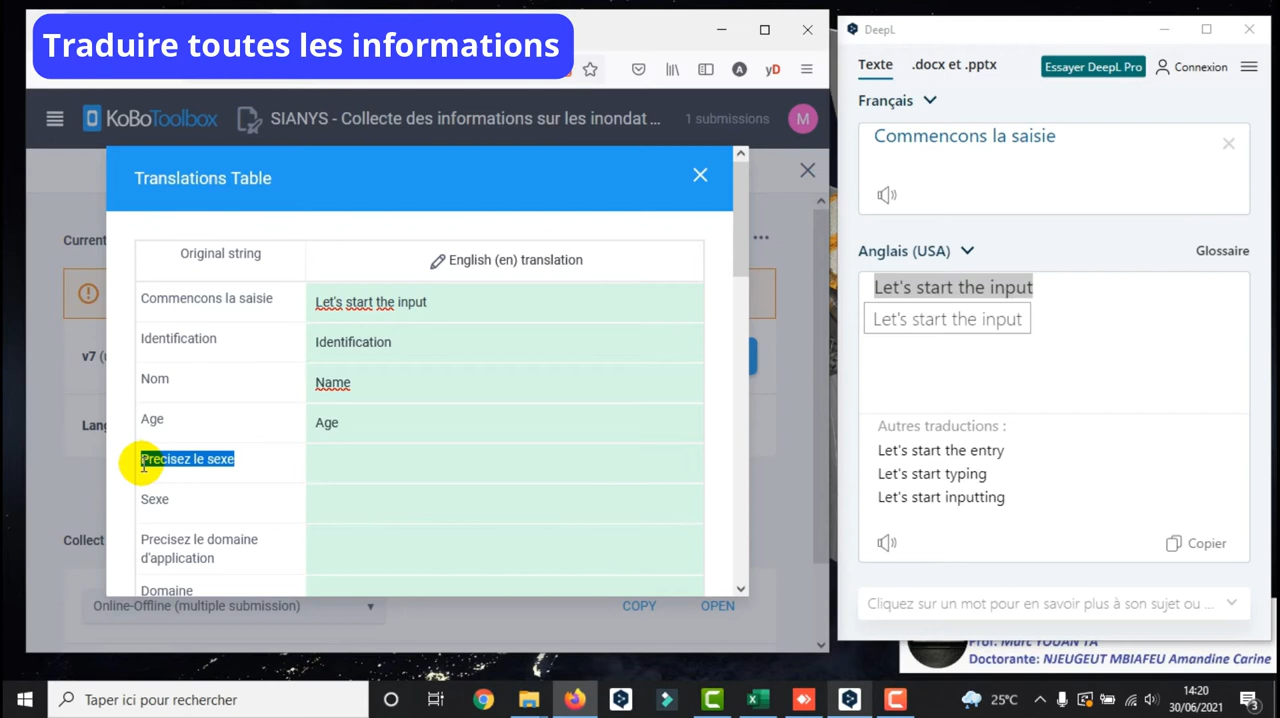 Traduire toutes les informations
KoBoToolbox
SIANYS - Collecte des informations sur les inondat ...
1 submissions
M
Translations Table
Current
Original string
English (en) translation
Commencons la saisie
Let's start the input
Identification
Identification
Nom
Name
v7 (
Age
Age
Lang
Precisez le sexe
Sexe
Precisez le domaine
d'application
Collect
Domaine
Online-Offline (multiple submission)
COPY
OPEN
DeepL
Texte
.docx et .pptx
Essayer DeepL Pro
Connexion
Français
Commencons la saisie
Anglais (USA)
Glossaire
Let's start the input
Let's start the input
Autres traductions :
Let's start the entry
Let's start typing
Let's start inputting
Copier
Cliquez sur un mot pour en savoir plus à son sujet ou ...
Prof. Marc YOUAN TA
Doctorante: NJEUGEUT MBIAFEU Amandine Carine
Taper ici pour rechercher
25°C
14:20
30/06/2021
3